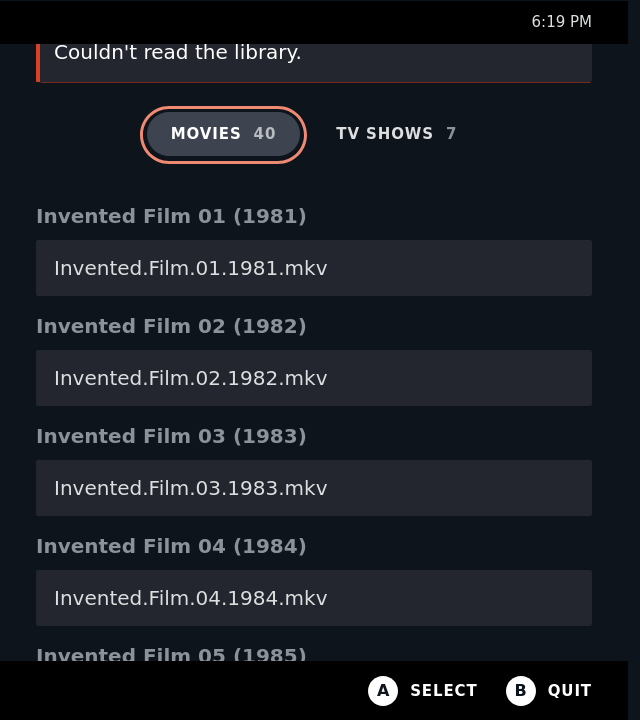 6:19 PM
Couldn't read the library.
MOVIES 40 TV SHOWS 7
Invented Film 01 (1981)
Invented.Film.01.1981.mkv
Invented Film 02 (1982)
Invented.Film.02.1982.mkv
Invented Film 03 (1983)
Invented.Film.03.1983.mkv
Invented Film 04 (1984)
Invented.Film.04.1984.mkv
Invented Film 05 (1985)
A SELECT B QUIT